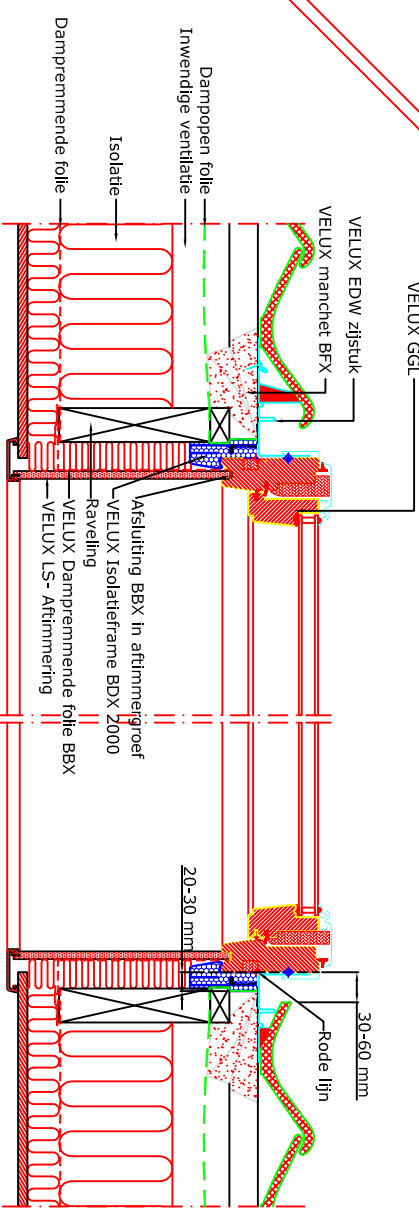 VELUX GGL
VELUX EDW zijstuk
VELUX manchet BFX
Dampopen folie
Inwendige ventilatie
Isolatie
Dampremmende folie
Afsluiting BBX in aftimmergroef
VELUX Isolatieframe BDX 2000
Raveling
VELUX Dampremmende folie BBX
VELUX LS- Aftimmering
30-60 mm
Rode lijn
20-30 mm